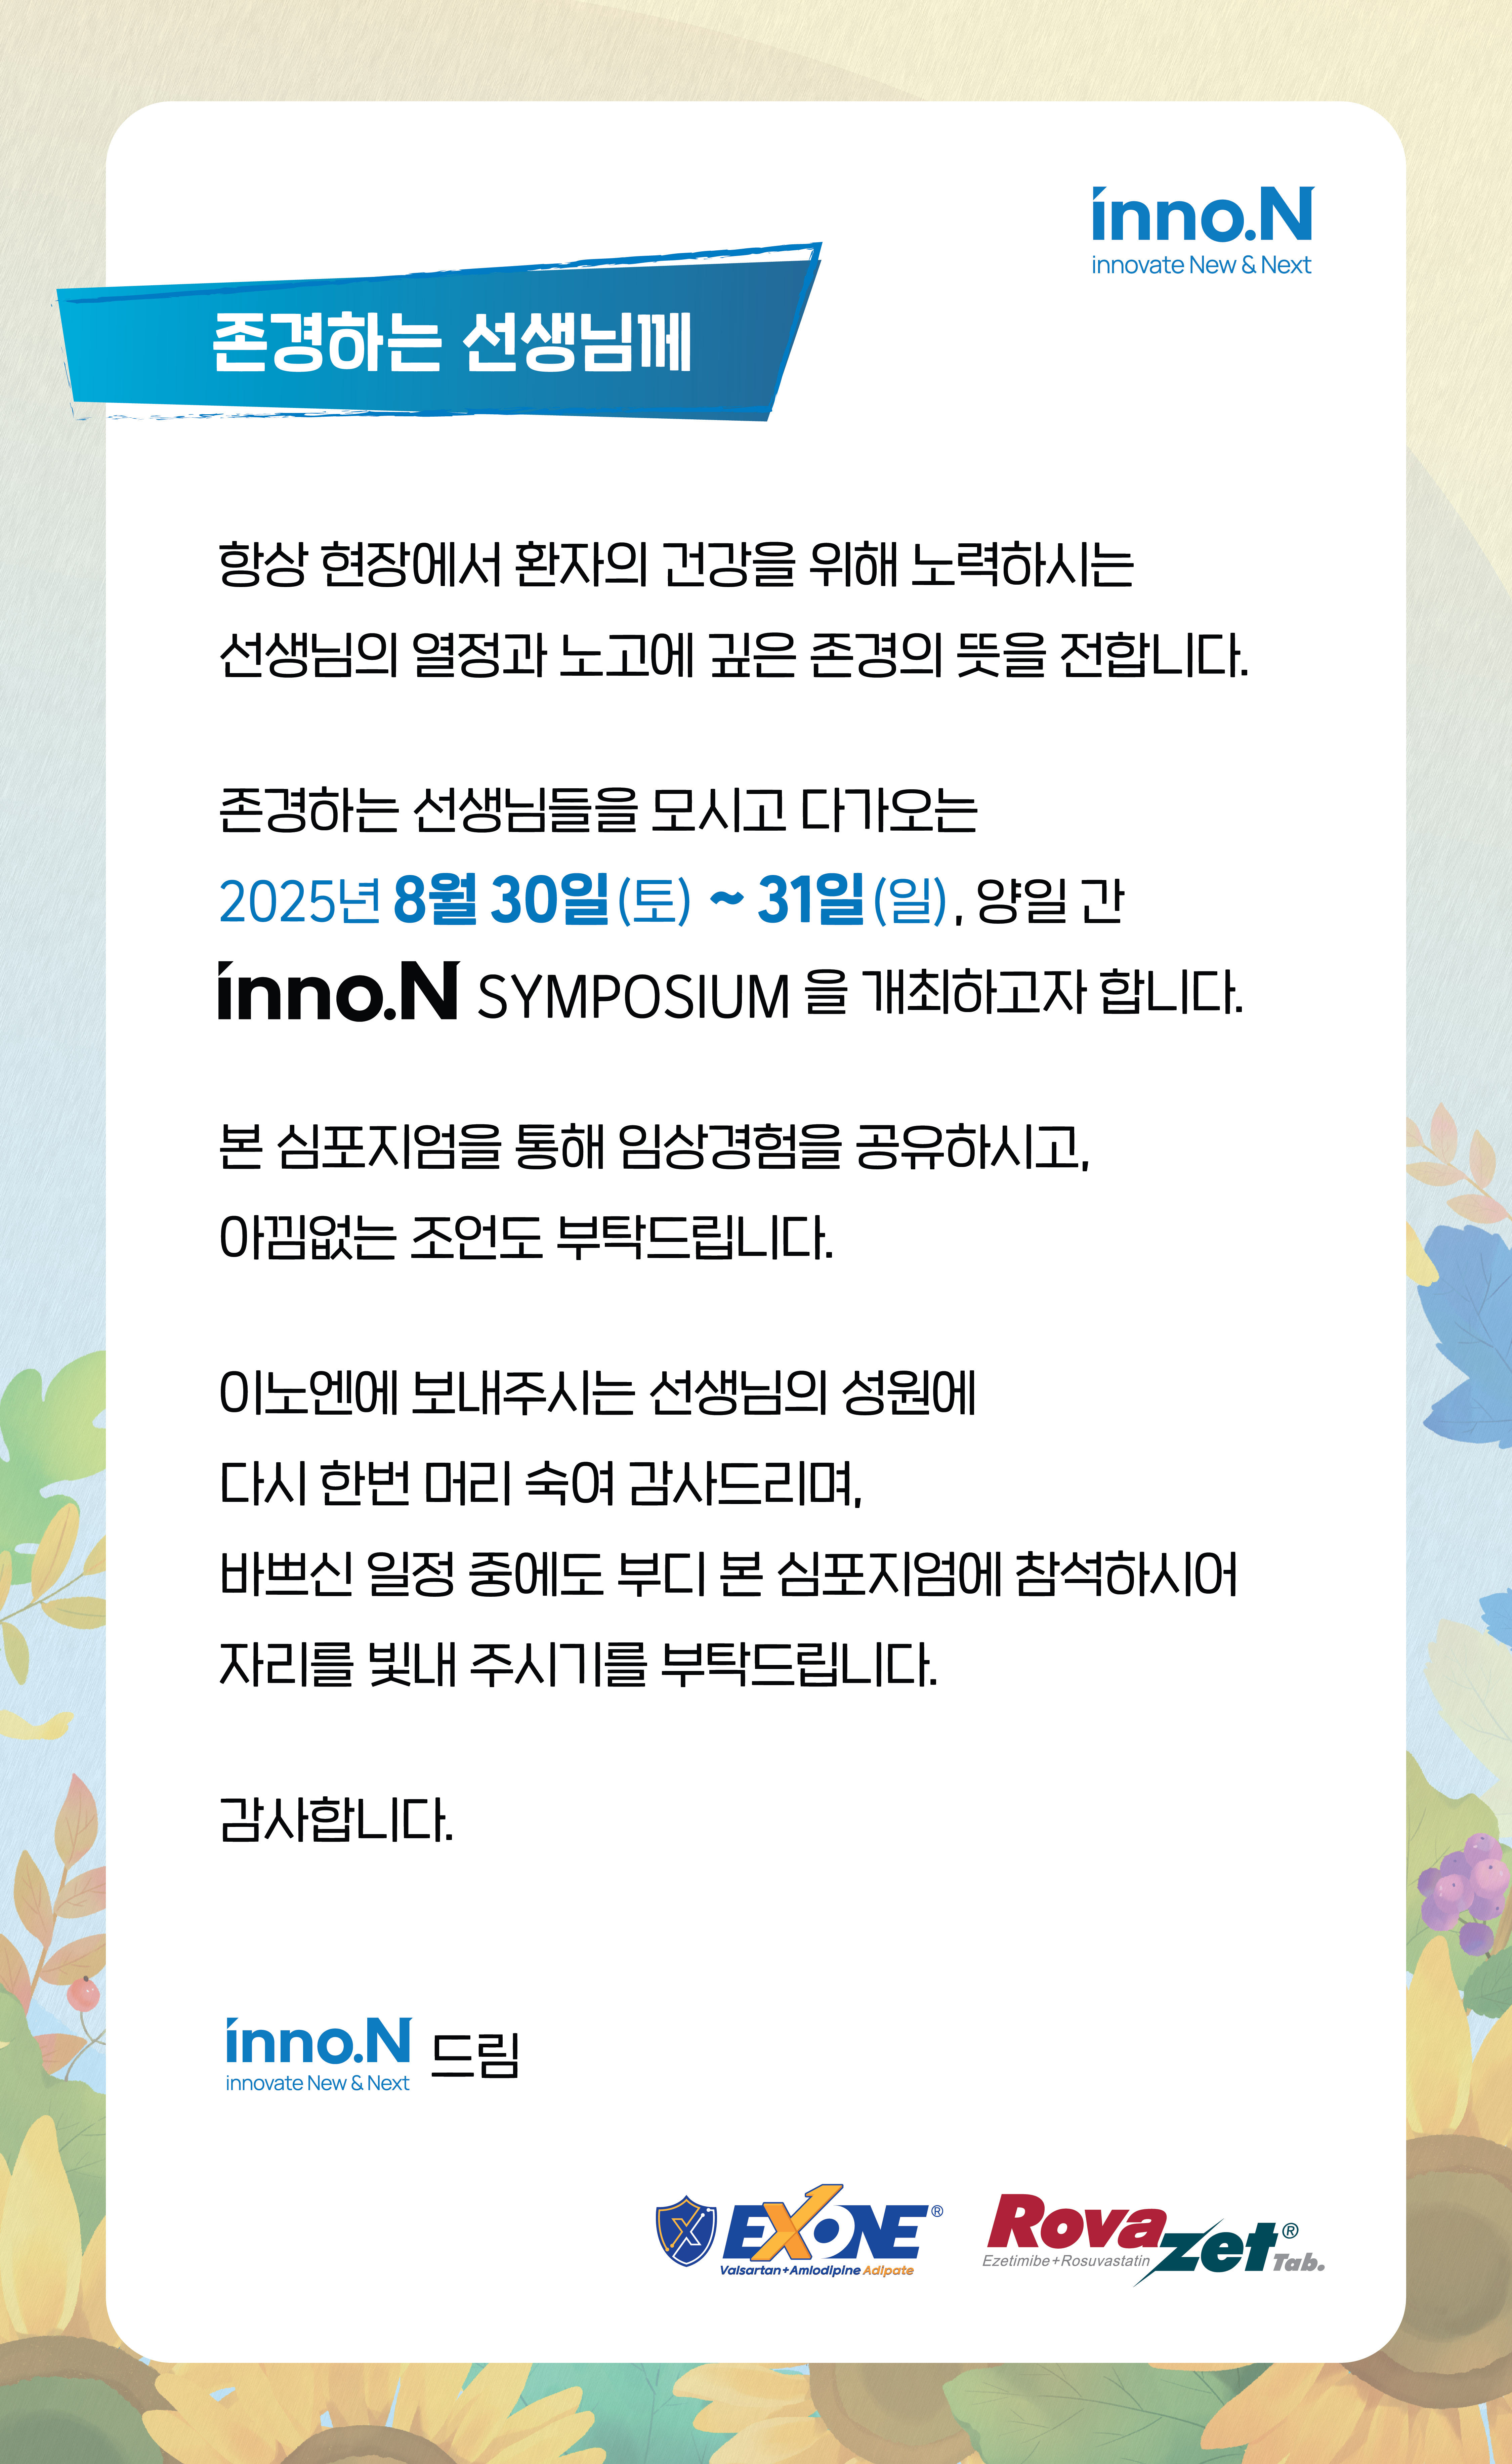 inno.N
innovate New & Next
존경하는 선생님께
항상 현장에서 환자의 건강을 위해 노력하시는
선생님의 열정과 노고에 깊은 존경의 뜻을 전합니다.
존경하는 선생님들을 모시고 다가오는
2025년 8월 30일(토) ~ 31일(일), 양일 간
inno.N SYMPOSIUM 을 개최하고자 합니다.
본 심포지엄을 통해 임상경험을 공유하시고,
아낌없는 조언도 부탁드립니다.
이노엔에 보내주시는 선생님의 성원에
다시 한번 머리 숙여 감사드리며,
바쁘신 일정 중에도 부디 본 심포지엄에 참석하시어
자리를 빛내 주시기를 부탁드립니다.
감사합니다.
inno.N 드림
innovate New & Next
X EXONE®
Valsartan+Amlodipine Adipate
Rovazet® Tab.
Ezetimibe+Rosuvastatin